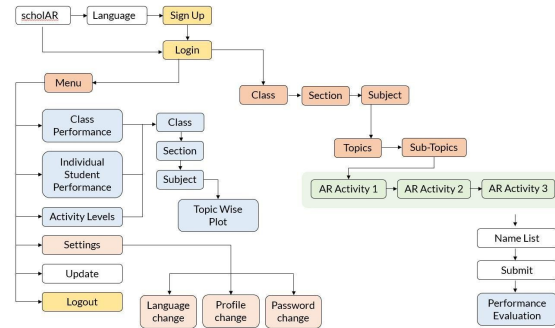 scholAR
Language
Sign Up
Login
Menu
Class
Section
Subject
Class
Performance
Class
Section
Subject
Individual
Student
Performance
Topics
Sub-Topics
Topic Wise
Plot
AR Activity 1
AR Activity 2
AR Activity 3
Activity Levels
Settings
Name List
Update
Submit
Logout
Language
change
Profile
change
Password
change
Performance
Evaluation